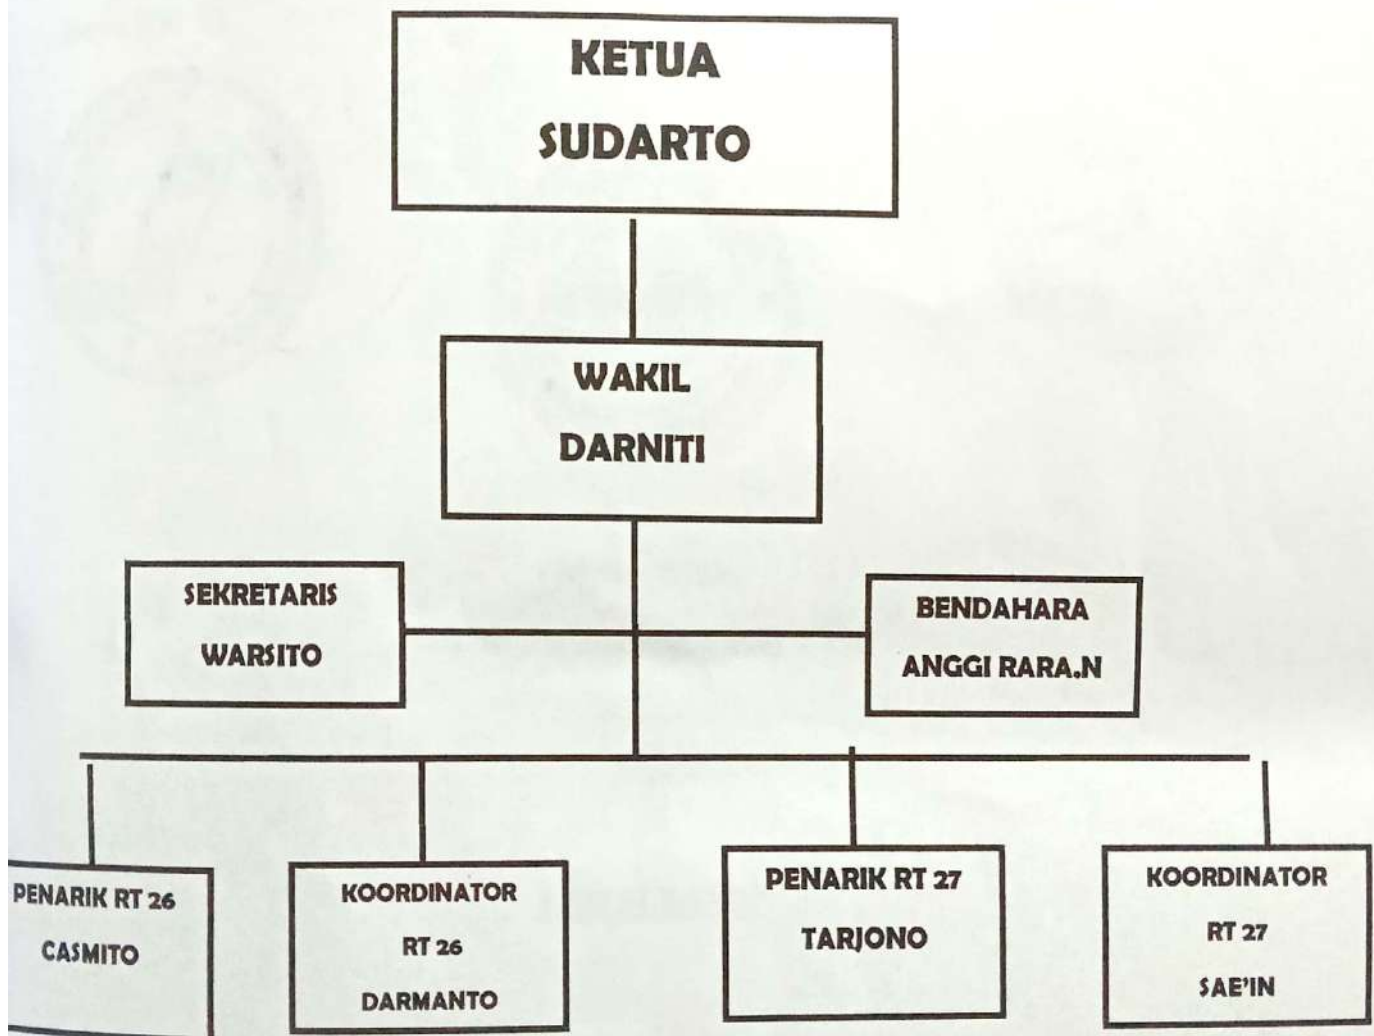 KETUA
SUDARTO
WAKIL
DARNITI
SEKRETARIS
WARSITO
BENDAHARA
ANGGI RARA.N
PENARIK RT 26
CASMITO
KOORDINATOR
RT 26
DARMANTO
PENARIK RT 27
TARJONO
KOORDINATOR
RT 27
SAE'IN